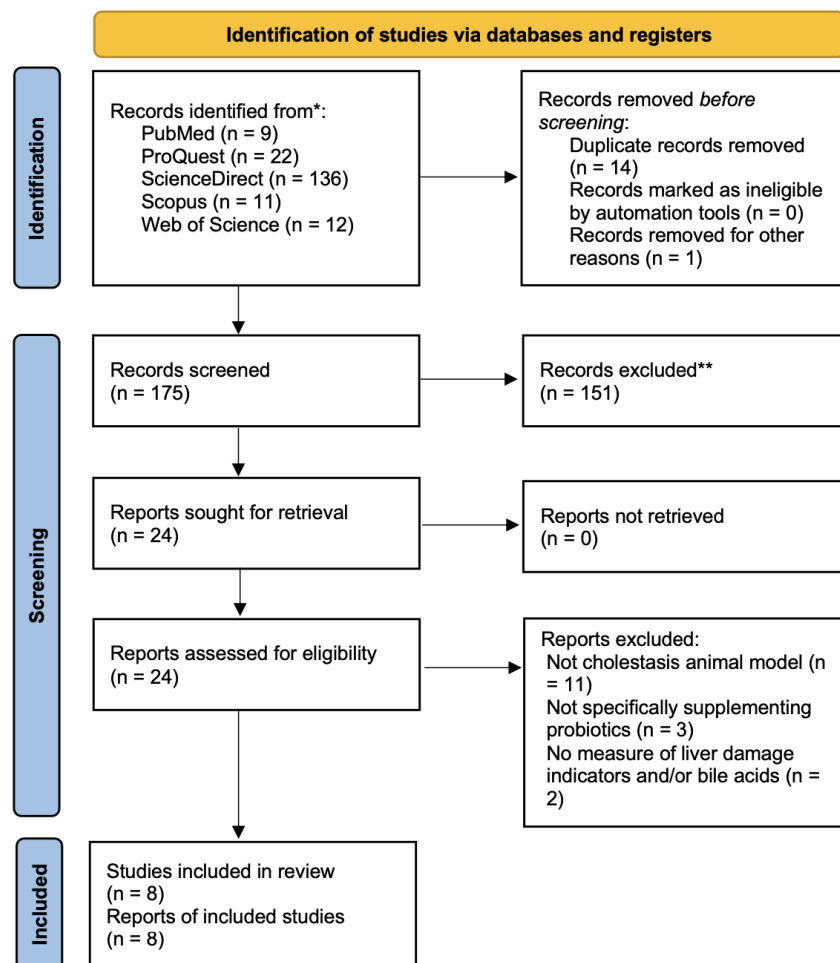 Identification of studies via databases and registers
Identification
Records identified from*:
PubMed (n = 9)
ProQuest (n = 22)
ScienceDirect (n = 136)
Scopus (n = 11)
Web of Science (n = 12)
Records removed before
screening:
Duplicate records removed
(n = 14)
Records marked as ineligible
by automation tools (n = 0)
Records removed for other
reasons (n = 1)
Screening
Records screened
(n = 175)
Records excluded**
(n = 151)
Reports sought for retrieval
(n = 24)
Reports not retrieved
(n = 0)
Reports assessed for eligibility
(n = 24)
Reports excluded:
Not cholestasis animal model (n
= 11)
Not specifically supplementing
probiotics (n = 3)
No measure of liver damage
indicators and/or bile acids (n =
2)
Included
Studies included in review
(n = 8)
Reports of included studies
(n = 8)